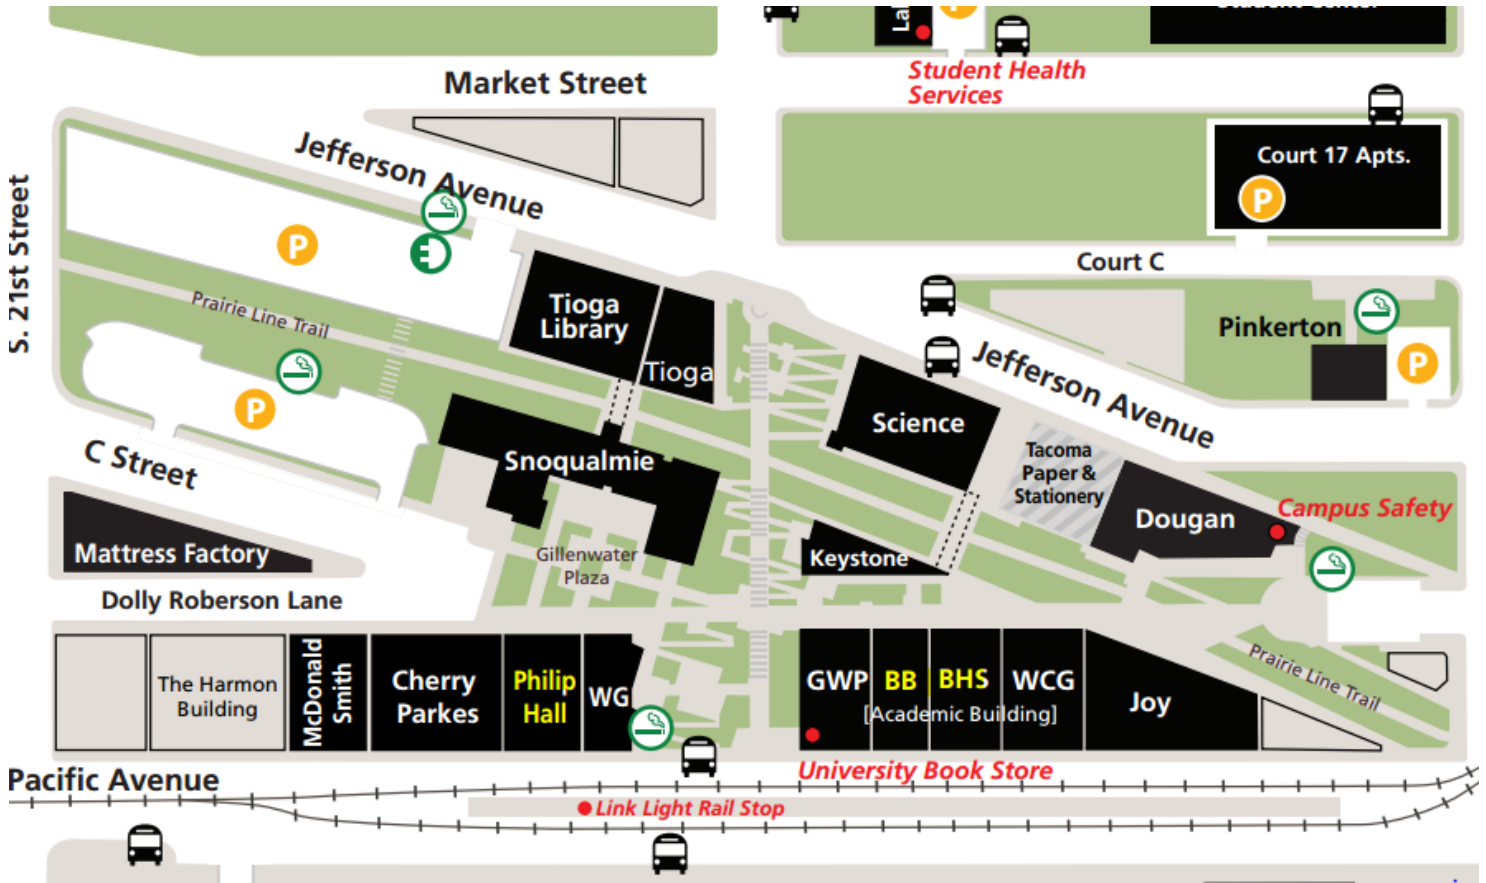 Student Center
La
P
Student Health
Services
Market Street
Jefferson Avenue
Court 17 Apts.
P
S. 21st Street
P
Prairie Line Trail
Court C
Tioga
Library
Tioga
Pinkerton
P
Jefferson Avenue
P
C Street
Science
Snoqualmie
Tacoma
Paper &
Stationery
Dougan
Campus Safety
Mattress Factory
Gillenwater
Plaza
Keystone
Dolly Roberson Lane
The Harmon
Building
McDonald
Smith
Cherry
Parkes
Philip
Hall
WG
GWP
BB
BHS
WCG
[Academic Building]
Joy
Prairie Line Trail
Pacific Avenue
University Book Store
Link Light Rail Stop